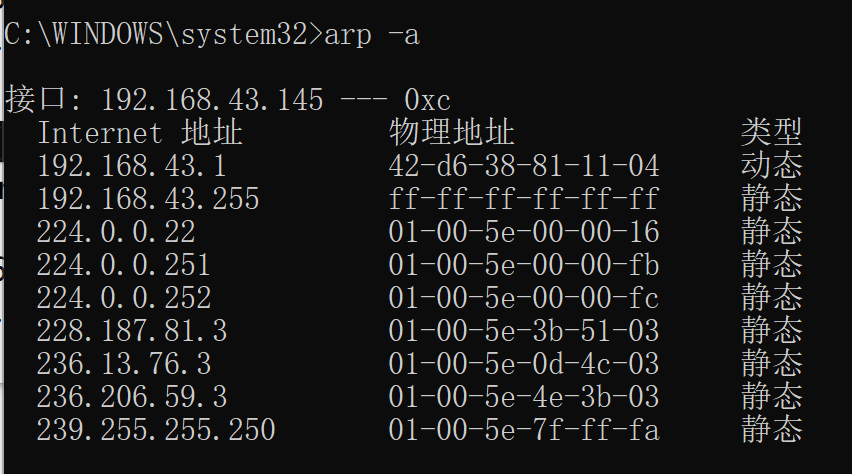 C:\WINDOWS\system32>arp -a
接口: 192.168.43.145 --- 0xc
Internet 地址 物理地址 类型
192.168.43.1 42-d6-38-81-11-04 动态
192.168.43.255 ff-ff-ff-ff-ff-ff 静态
224.0.0.22 01-00-5e-00-00-16 静态
224.0.0.251 01-00-5e-00-00-fb 静态
224.0.0.252 01-00-5e-00-00-fc 静态
228.187.81.3 01-00-5e-3b-51-03 静态
236.13.76.3 01-00-5e-0d-4c-03 静态
236.206.59.3 01-00-5e-4e-3b-03 静态
239.255.255.250 01-00-5e-7f-ff-fa 静态